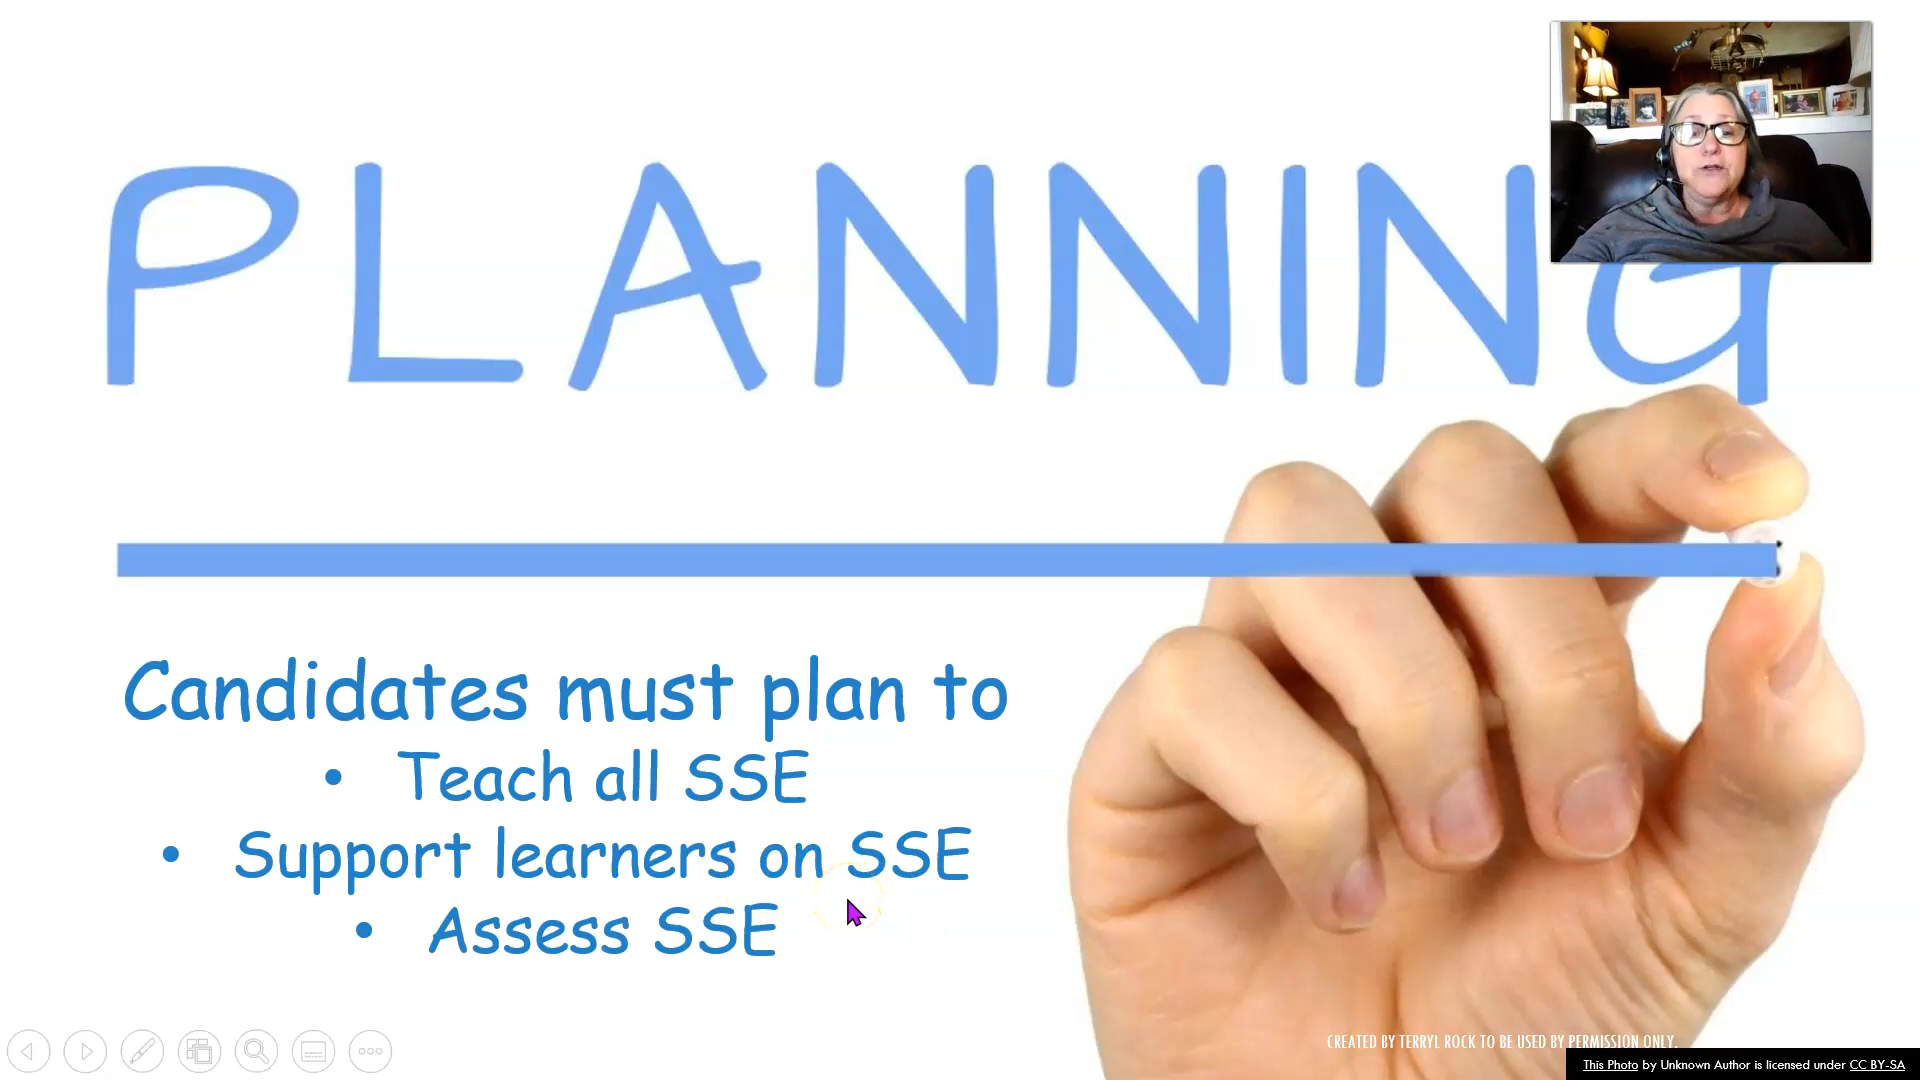 PLANNING
Candidates must plan to
• Teach all SSE
• Support learners on SSE
• Assess SSE
CREATED BY TERRYL ROCK TO BE USED BY PERMISSION ONLY.
This Photo by Unknown Author is licensed under CC BY-SA